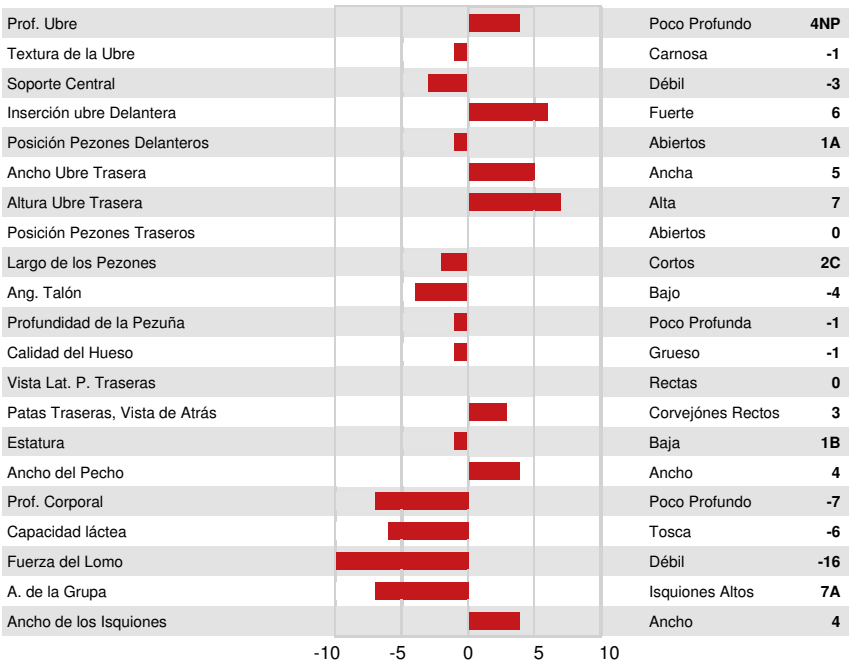 Prof. Ubre Poco Profundo 4NP
Textura de la Ubre Carnosa -1
Soporte Central Débil -3
Inserción ubre Delantera Fuerte 6
Posición Pezones Delanteros Abiertos 1A
Ancho Ubre Trasera Ancha 5
Altura Ubre Trasera Alta 7
Posición Pezones Traseros Abiertos 0
Largo de los Pezones Cortos 2C
Ang. Talón Bajo -4
Profundidad de la Pezuña Poco Profunda -1
Calidad del Hueso Grueso -1
Vista Lat. P. Traseras Rectas 0
Patas Traseras, Vista de Atrás Corvejónes Rectos 3
Estatura Baja 1B
Ancho del Pecho Ancho 4
Prof. Corporal Poco Profundo -7
Capacidad láctea Tosca -6
Fuerza del Lomo Débil -16
A. de la Grupa Isquiones Altos 7A
Ancho de los Isquiones Ancho 4
-10 -5 0 5 10